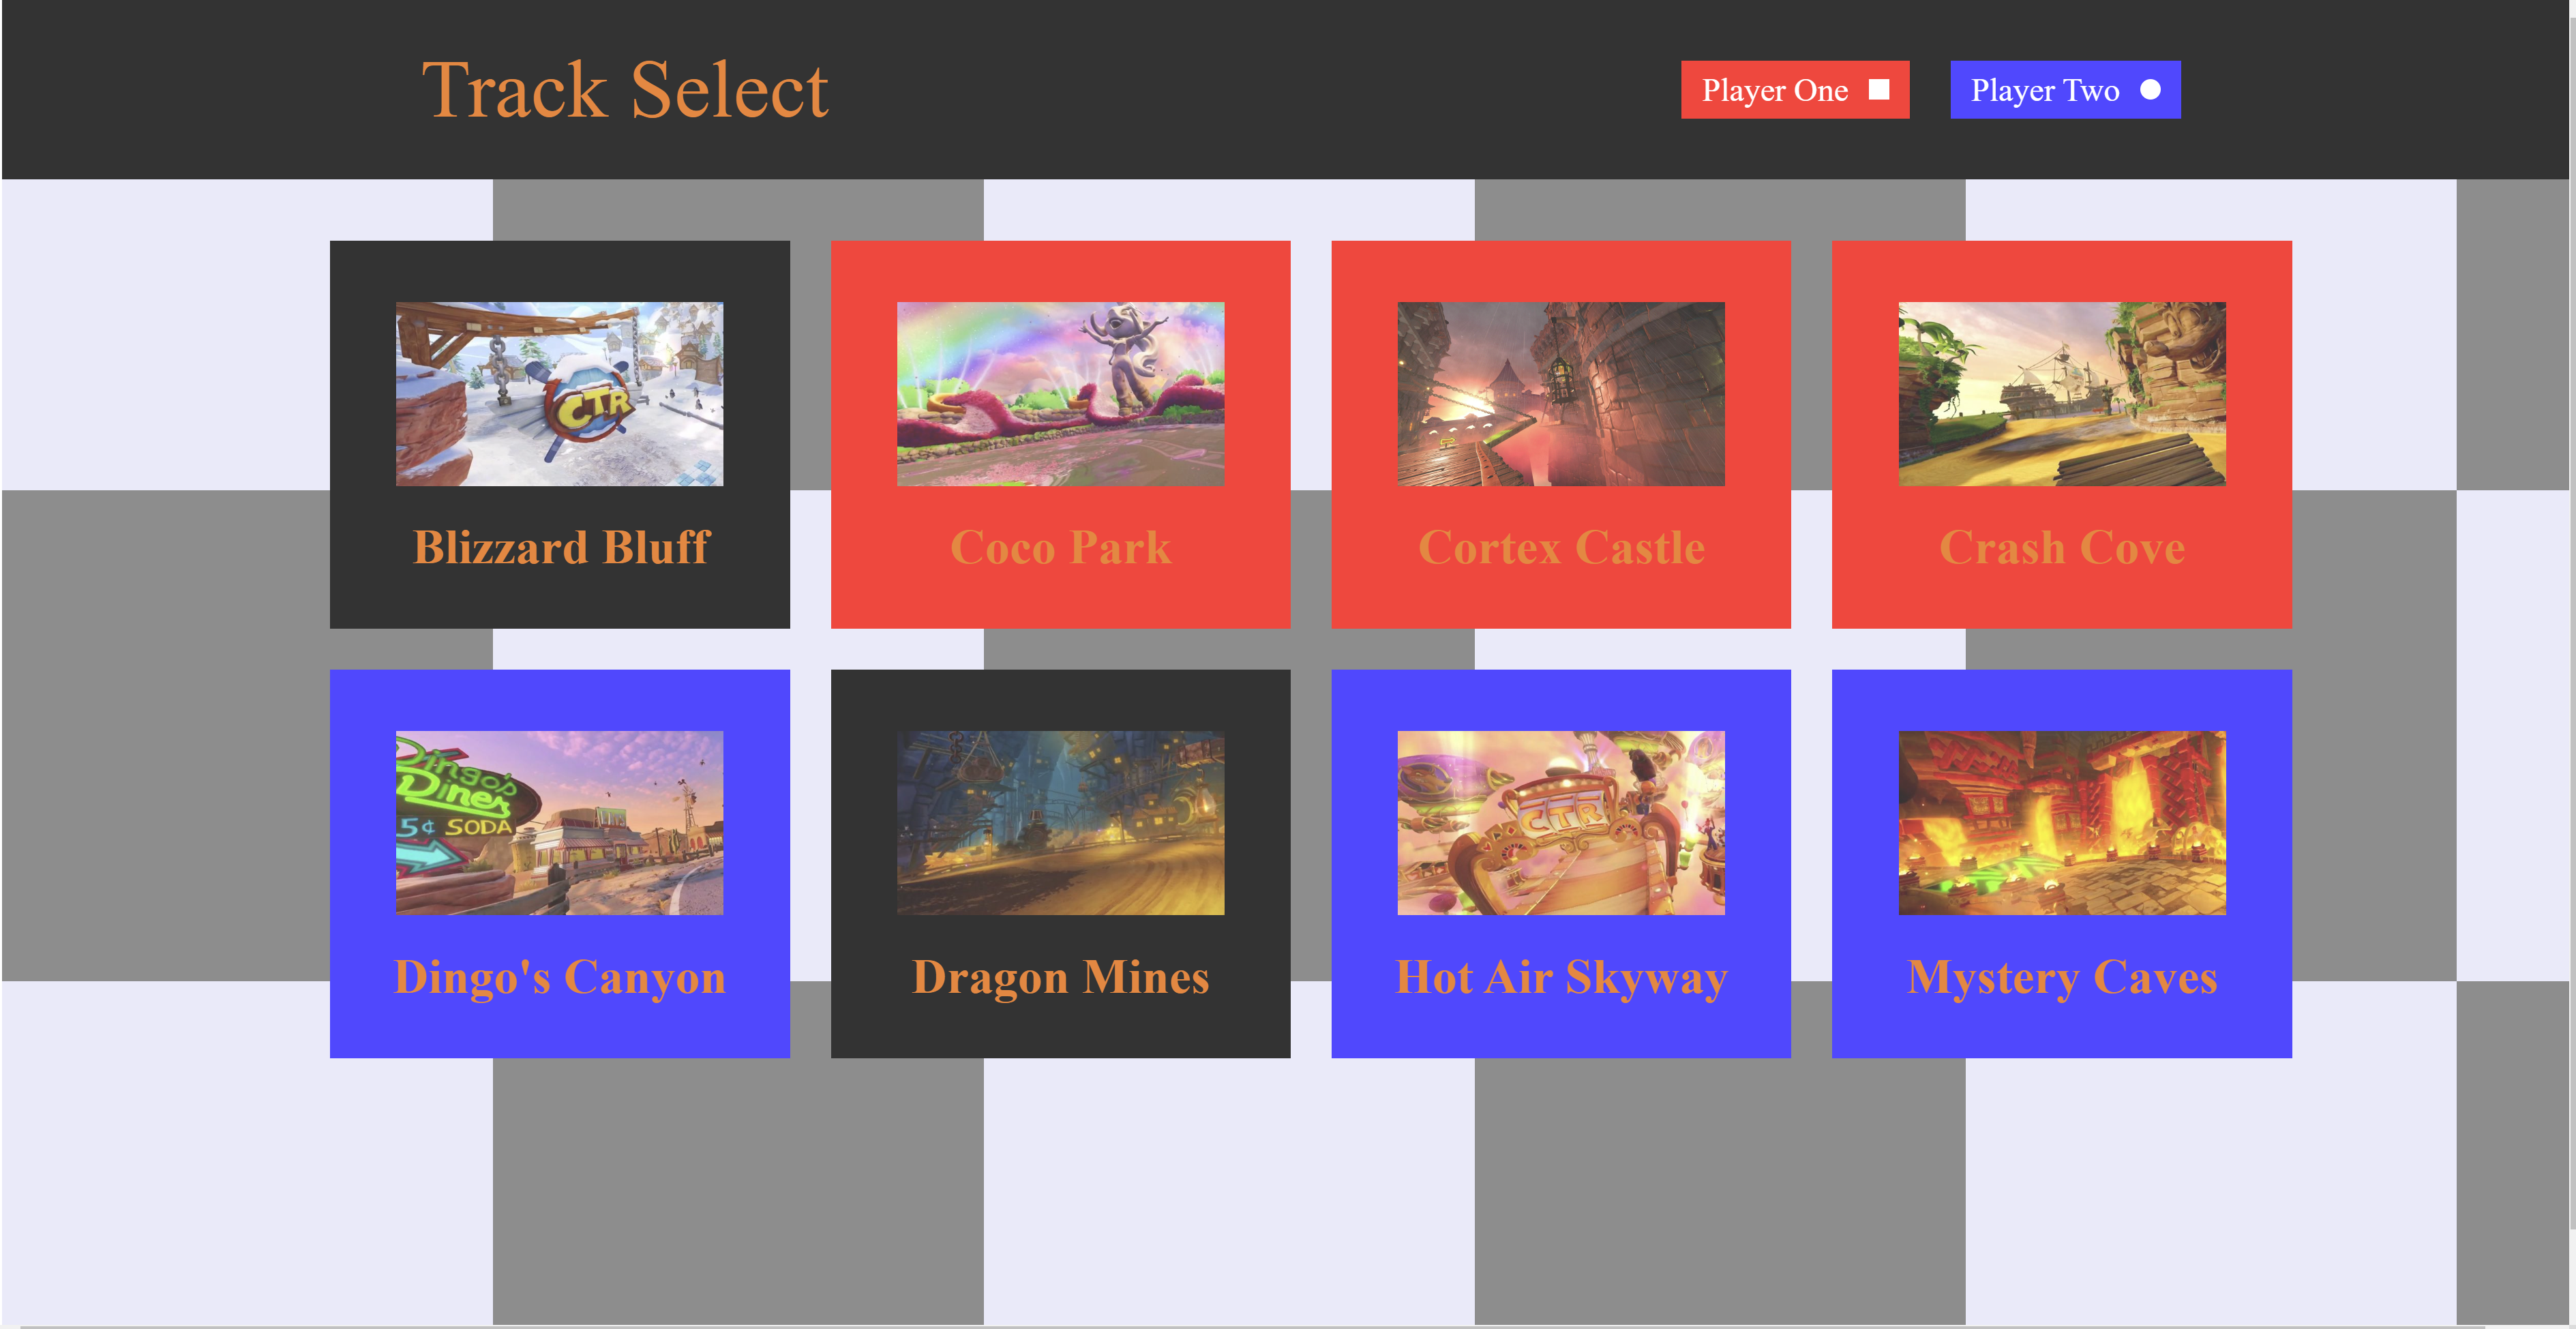 Track Select
Player One
Player Two
CTR
Blizzard Bluff
Coco Park
Cortex Castle
Crash Cove
Dingo's
Diner
5¢ SODA
CTR
Dingo's Canyon
Dragon Mines
Hot Air Skyway
Mystery Caves